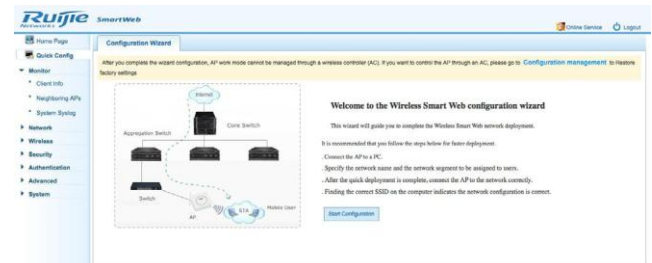 Ruijie SmartWeb
NETWORKS
Online Service Logout
Home Page
Quick Config
Monitor
Client Info
Neighboring APs
System Syslog
Network
Wireless
Security
Authentication
Advanced
System
Configuration Wizard
After you complete the wizard configuration, AP work mode cannot be managed through a wireless controller (AC). If you want to control the AP through an AC, please go to Configuration management to Restore
factory settings
Internet
Core Switch
Aggregation Switch
Switch
AP
STA
Mobile User
Welcome to the Wireless Smart Web configuration wizard
This wizard will guide you to complete the Wireless Smart Web network deployment.
It is recommended that you follow the steps below for faster deployment.
. Connect the AP to a PC.
. Specify the network name and the network segment to be assigned to users.
. After the quick deployment is complete, connect the AP to the network correctly.
. Finding the correct SSID on the computer indicates the network configuration is correct.
Start Configuration